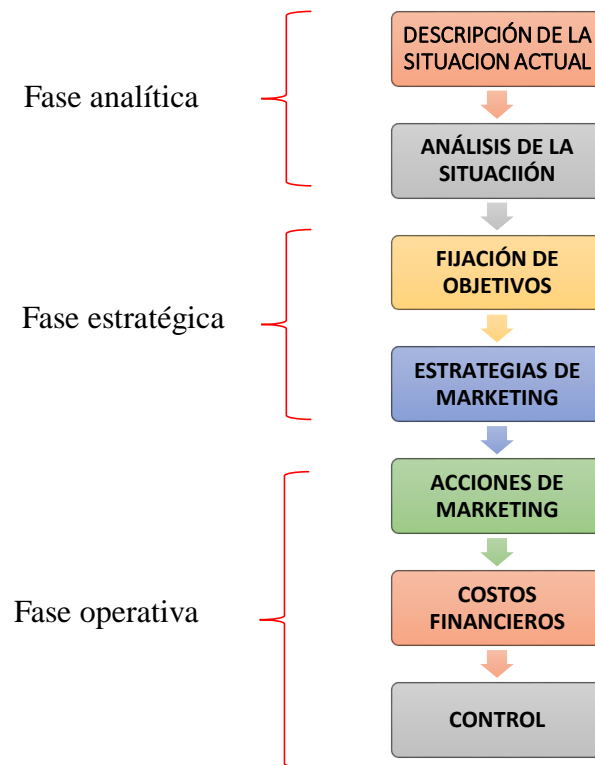 DESCRIPCIÓN DE LA
SITUACION ACTUAL
Fase analítica
ANÁLISIS DE LA
SITUACIIÓN
FIJACIÓN DE
OBJETIVOS
Fase estratégica
ESTRATEGIAS DE
MARKETING
ACCIONES DE
MARKETING
COSTOS
FINANCIEROS
Fase operativa
CONTROL